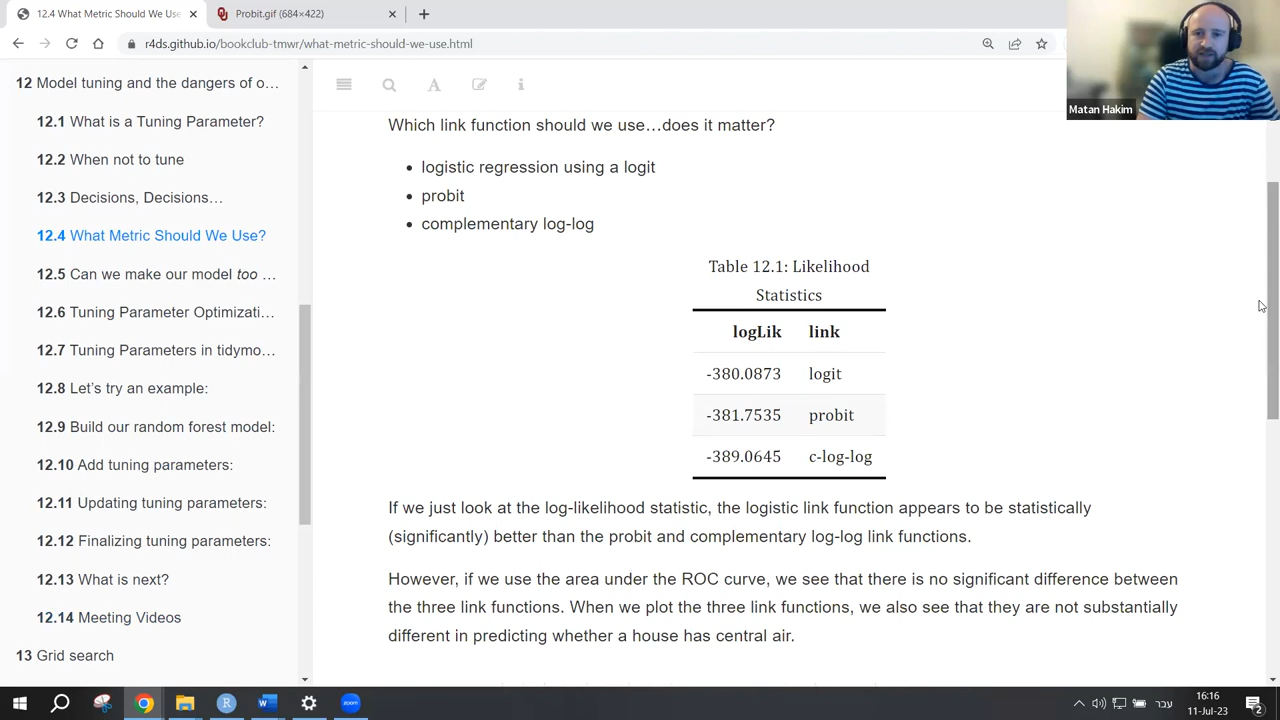 12.4 What Metric Should We Us
Probit.gif (684×422)
r4ds.github.io/bookclub-tmwr/what-metric-should-we-use.html
Matan Hakim
12 Model tuning and the dangers of o…
12.1 What is a Tuning Parameter?
12.2 When not to tune
12.3 Decisions, Decisions…
12.4 What Metric Should We Use?
12.5 Can we make our model too …
12.6 Tuning Parameter Optimizati…
12.7 Tuning Parameters in tidymo…
12.8 Let's try an example:
12.9 Build our random forest model:
12.10 Add tuning parameters:
12.11 Updating tuning parameters:
12.12 Finalizing tuning parameters:
12.13 What is next?
12.14 Meeting Videos
13 Grid search
Which link function should we use…does it matter?
• logistic regression using a logit
• probit
• complementary log-log
Table 12.1: Likelihood
Statistics
logLik link
-380.0873 logit
-381.7535 probit
-389.0645 c-log-log
If we just look at the log-likelihood statistic, the logistic link function appears to be statistically
(significantly) better than the probit and complementary log-log link functions.
However, if we use the area under the ROC curve, we see that there is no significant difference between
the three link functions. When we plot the three link functions, we also see that they are not substantially
different in predicting whether a house has central air.
zoom
עבר
16:16
11-Jul-23
2